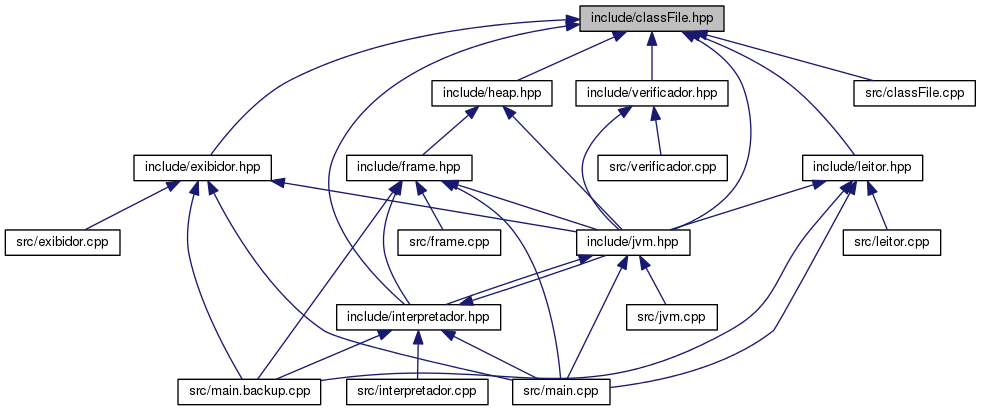 include/classFile.hpp
include/heap.hpp
include/verificador.hpp
src/classFile.cpp
include/exibidor.hpp
include/frame.hpp
src/verificador.cpp
include/leitor.hpp
src/exibidor.cpp
src/frame.cpp
include/jvm.hpp
src/leitor.cpp
include/interpretador.hpp
src/jvm.cpp
src/main.backup.cpp
src/interpretador.cpp
src/main.cpp